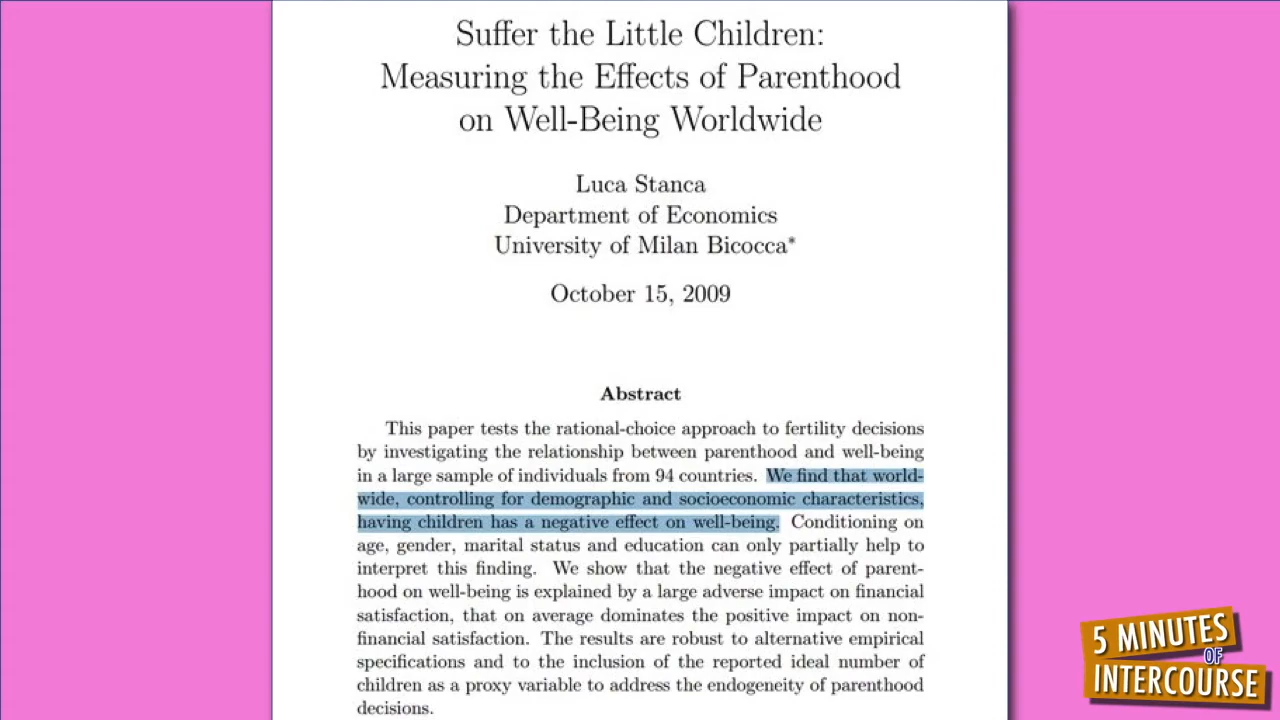 Suffer the Little Children:
Measuring the Effects of Parenthood
on Well-Being Worldwide
Luca Stanca
Department of Economics
University of Milan Bicocca*
October 15, 2009
Abstract
This paper tests the rational-choice approach to fertility decisions
by investigating the relationship between parenthood and well-being
in a large sample of individuals from 94 countries. We find that world-
wide, controlling for demographic and socioeconomic characteristics,
having children has a negative effect on well-being. Conditioning on
age, gender, marital status and education can only partially help to
interpret this finding. We show that the negative effect of parent-
hood on well-being is explained by a large adverse impact on financial
satisfaction, that on average dominates the positive impact on non-
financial satisfaction. The results are robust to alternative empirical
specifications and to the inclusion of the reported ideal number of
children as a proxy variable to address the endogeneity of parenthood
decisions.
5 MINUTES
OF
INTERCOURSE